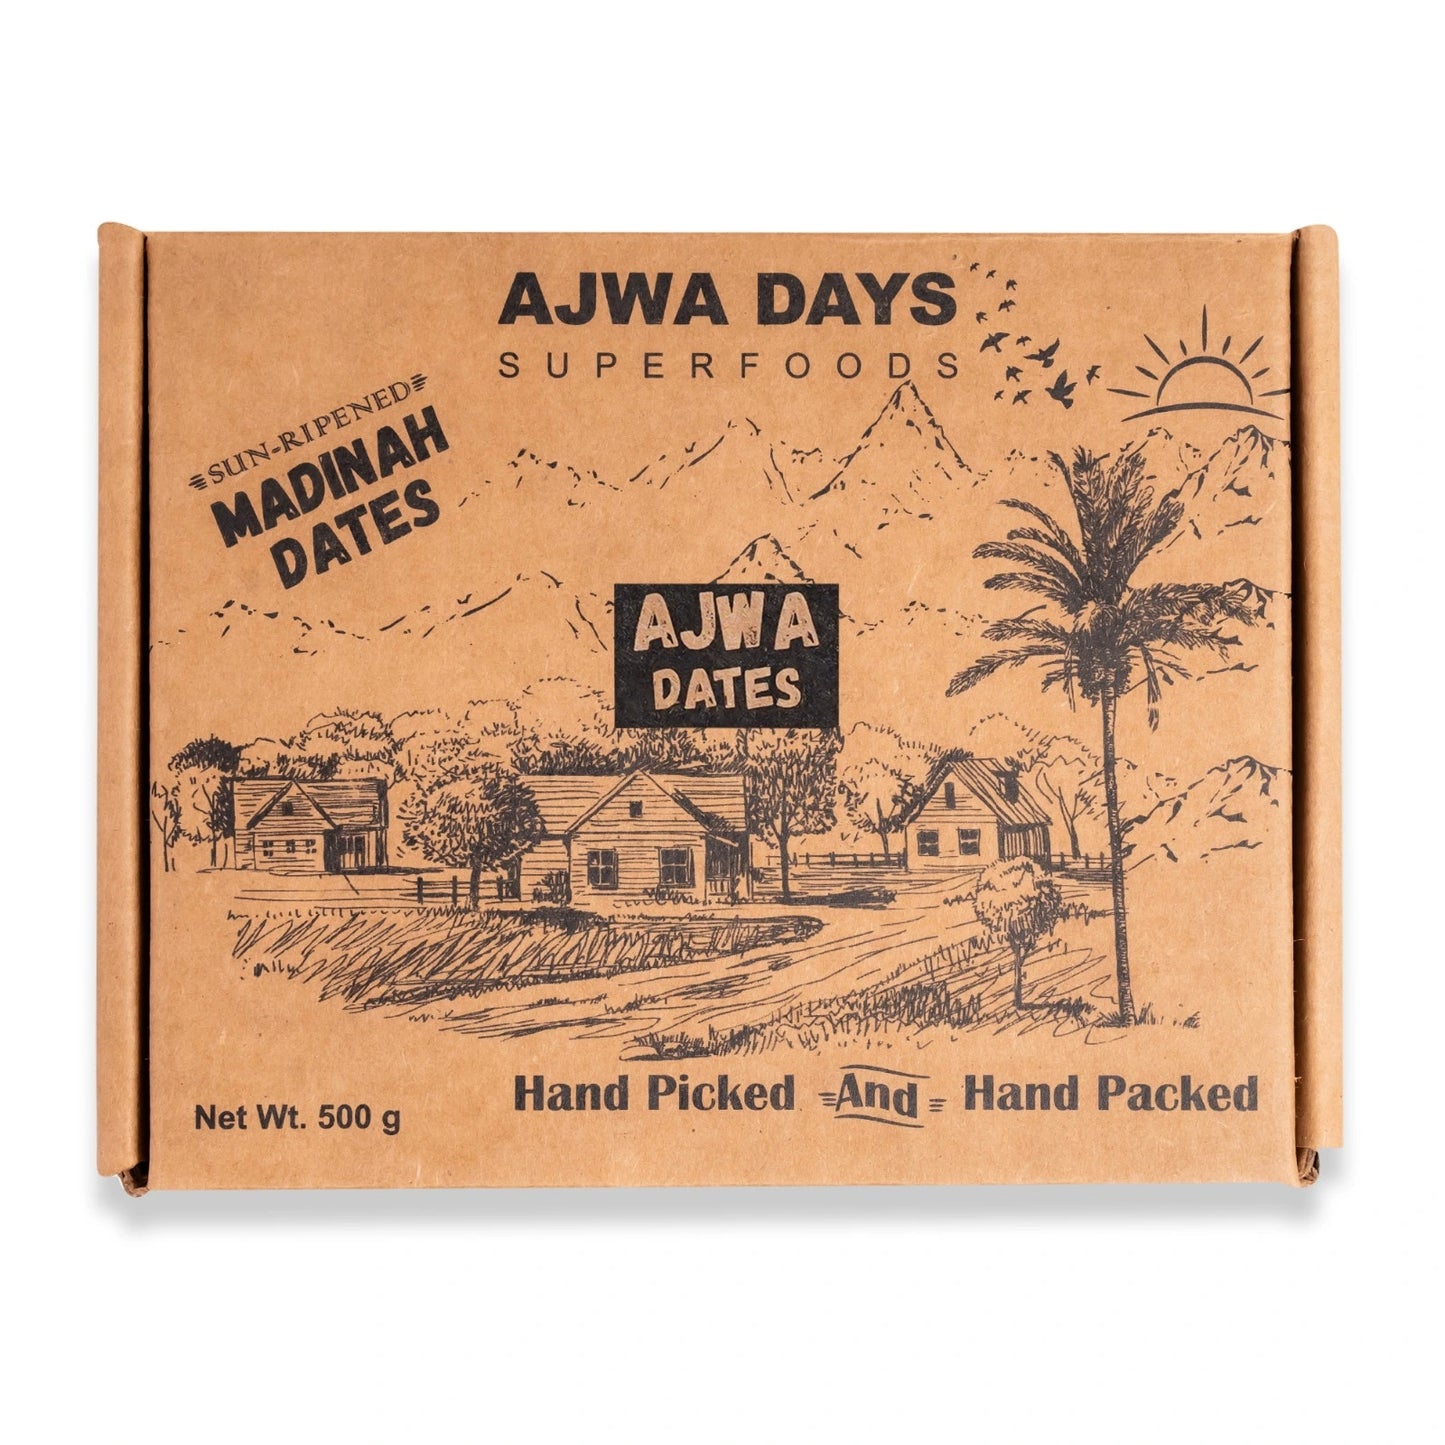 AJWA DAYS
SUPERFOODS
SUN-RIPENED
MADINAH
DATES
AJWA
DATES
Hand Picked And Hand Packed
Net Wt. 500 g